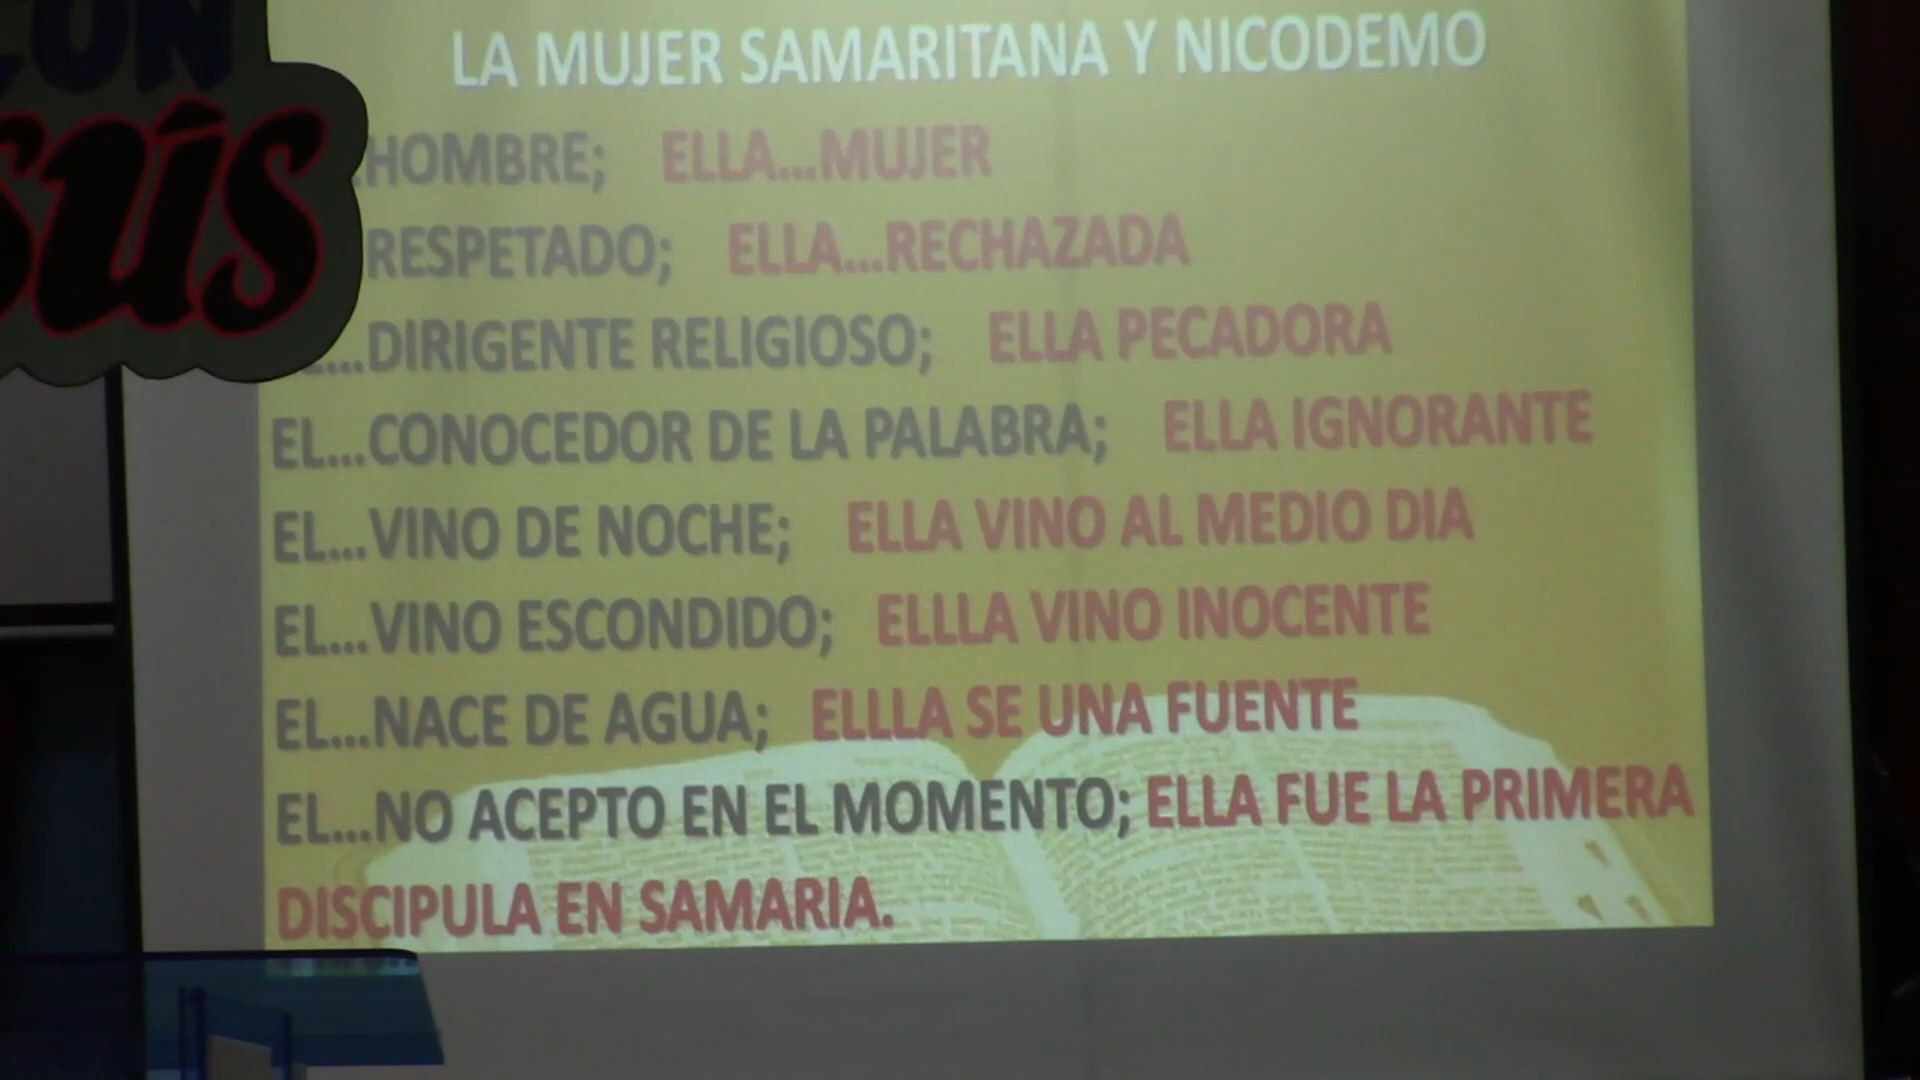 CON
sús
LA MUJER SAMARITANA Y NICODEMO
HOMBRE; ELLA...MUJER
RESPETADO; ELLA...RECHAZADA
...DIRIGENTE RELIGIOSO; ELLA PECADORA
EL...CONOCEDOR DE LA PALABRA; ELLA IGNORANTE
EL...VINO DE NOCHE; ELLA VINO AL MEDIO DIA
EL...VINO ESCONDIDO; ELLLA VINO INOCENTE
EL...NACE DE AGUA; ELLLA SE UNA FUENTE
EL...NO ACEPTO EN EL MOMENTO; ELLA FUE LA PRIMERA
DISCIPULA EN SAMARIA.